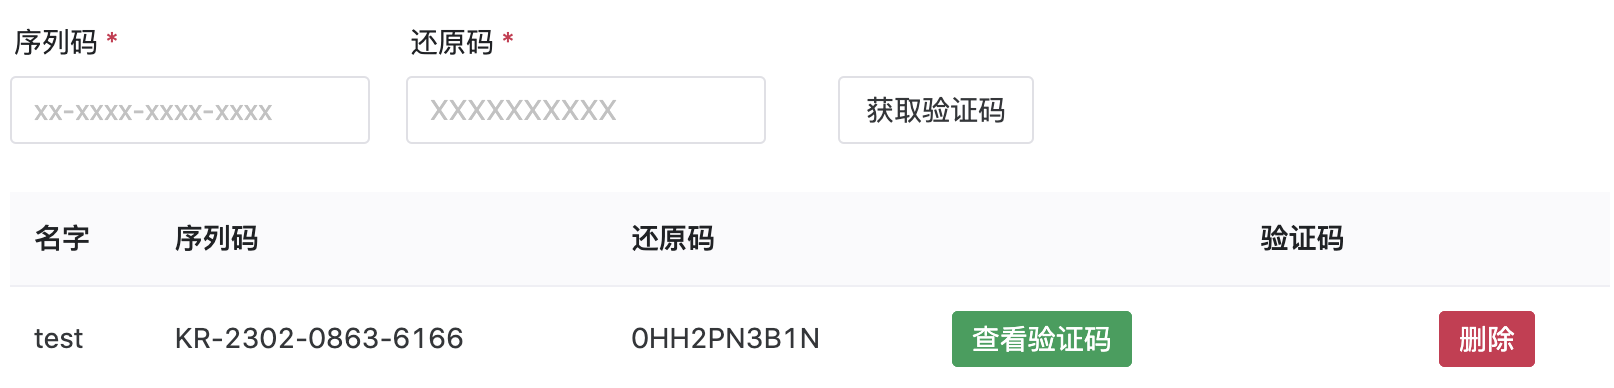 序列码 * 还原码 *
xx-xxxx-xxxx-xxxx XXXXXXXXXX 获取验证码
名字 序列码 还原码 验证码
test KR-2302-0863-6166 0HH2PN3B1N 查看验证码 删除